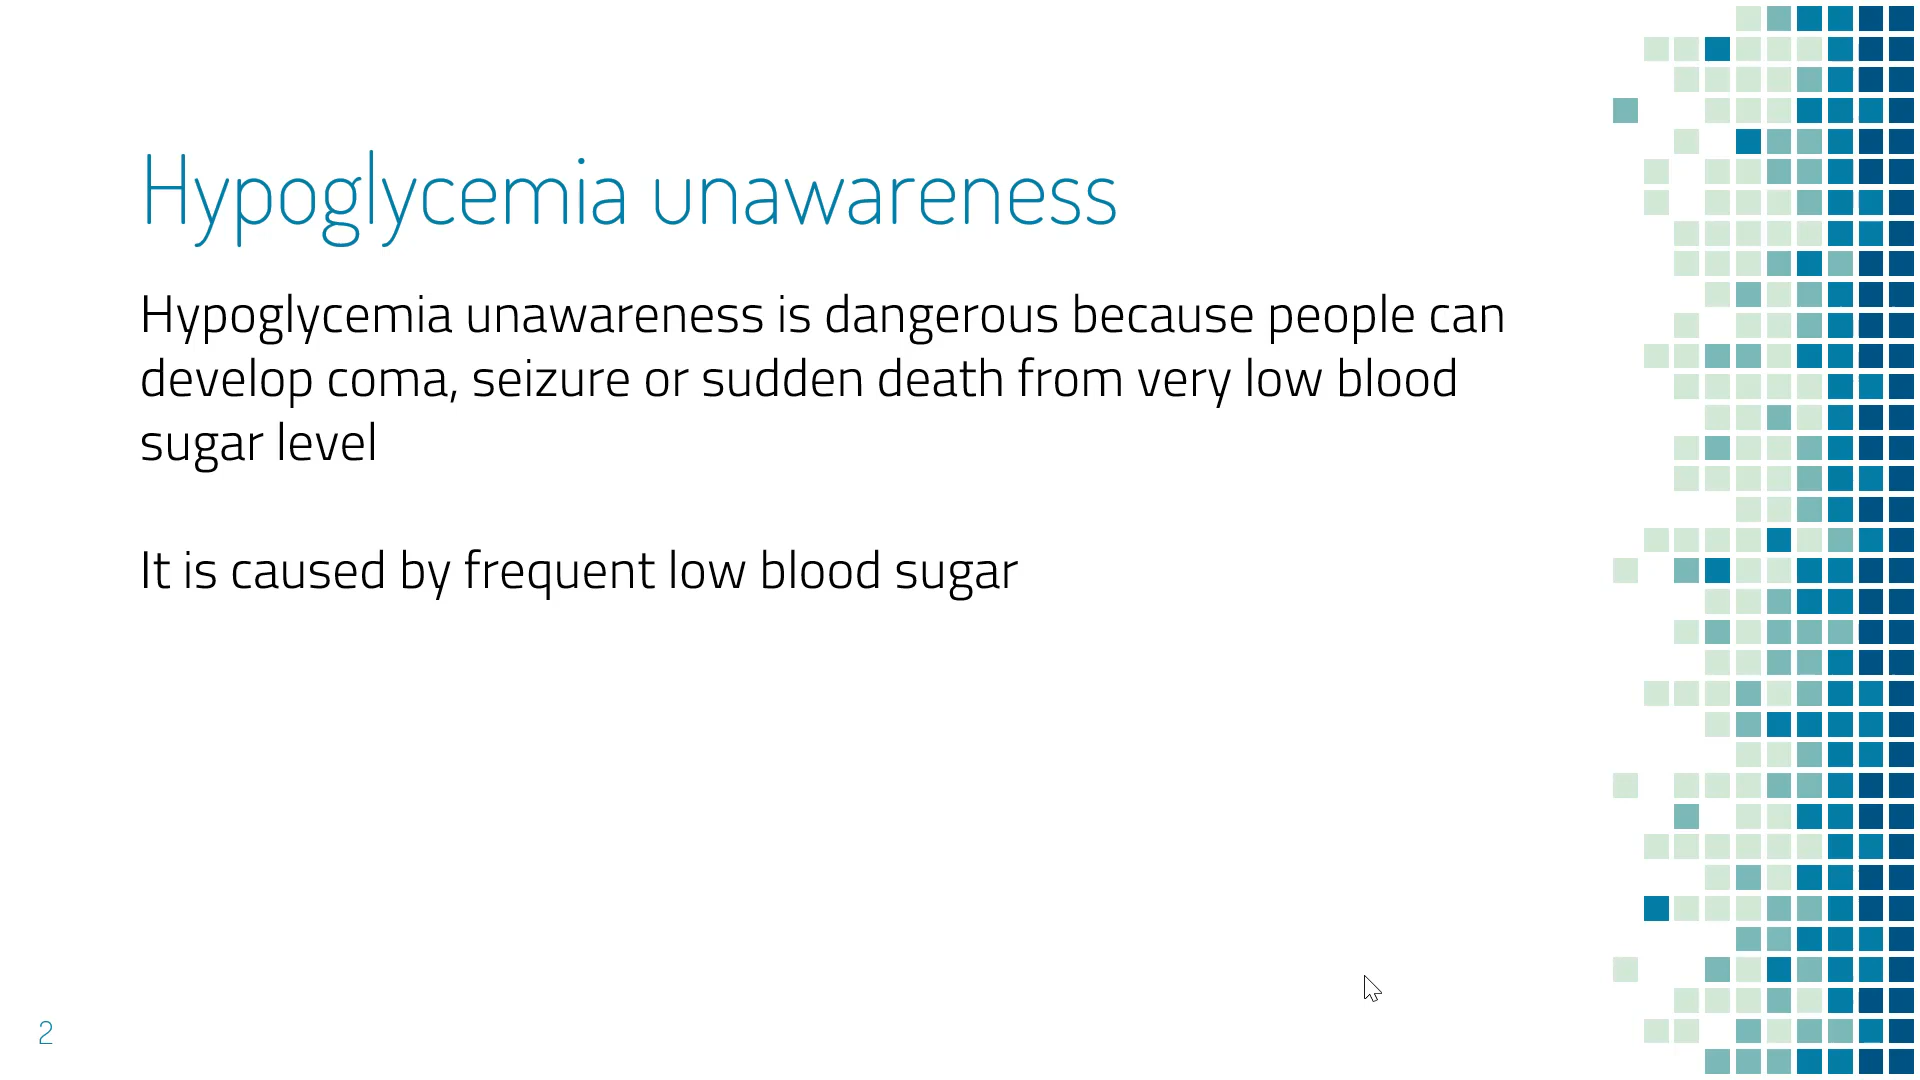 Hypoglycemia unawareness
Hypoglycemia unawareness is dangerous because people can
develop coma, seizure or sudden death from very low blood
sugar level
It is caused by frequent low blood sugar
2